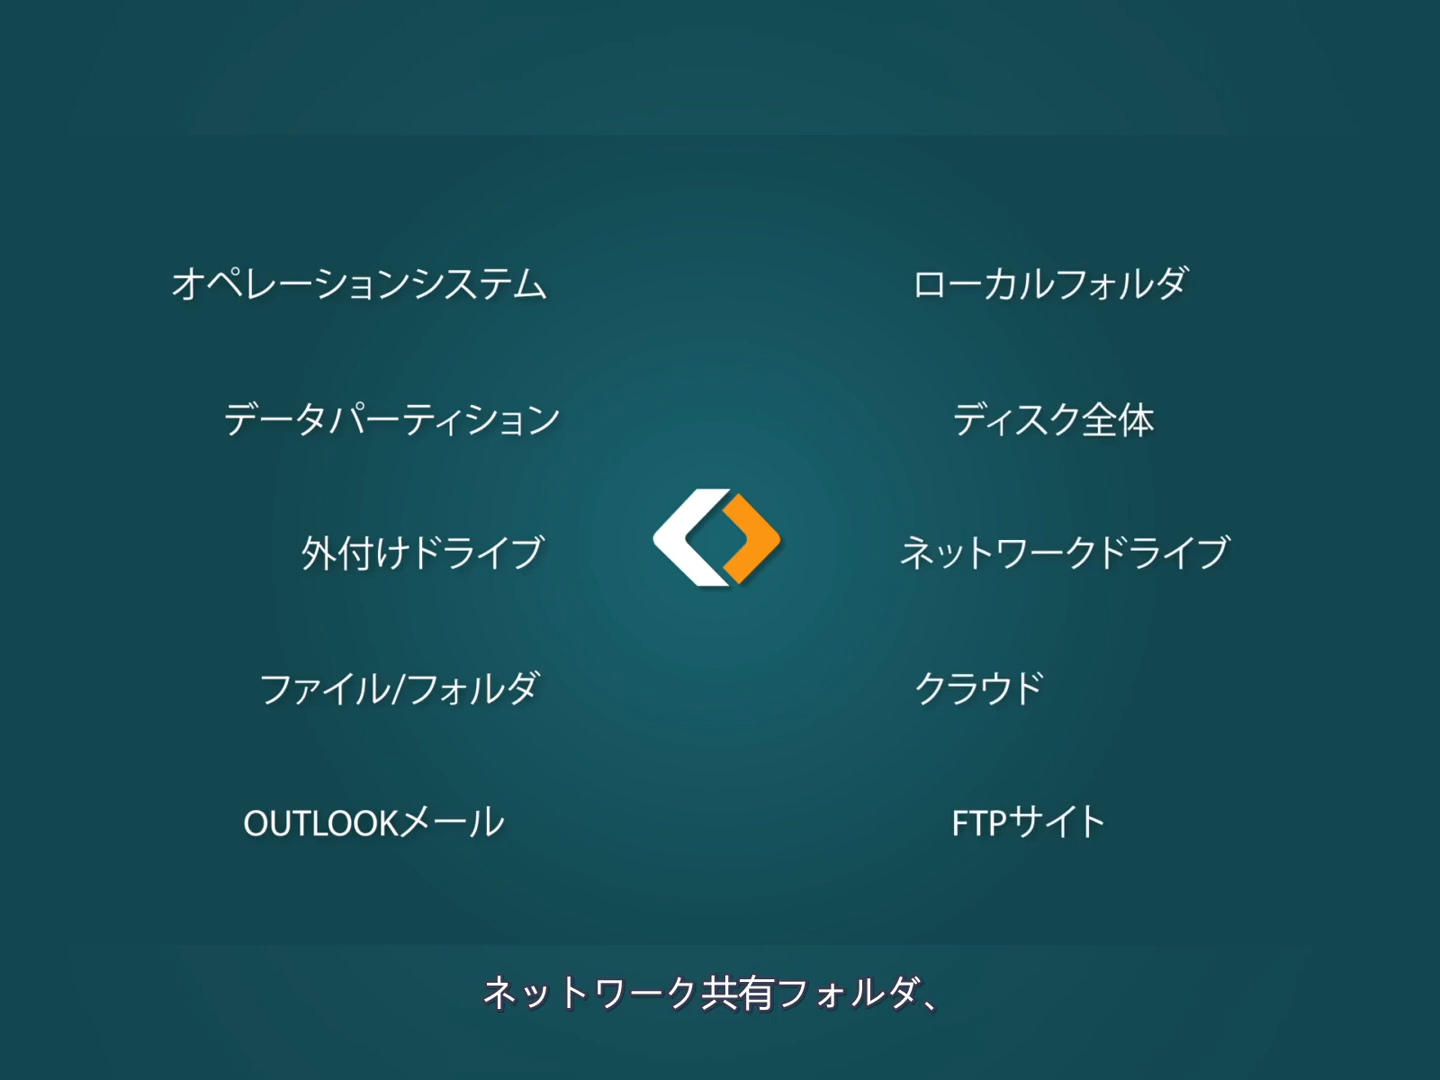 オペレーションシステム
データパーティション
外付けドライブ
ファイル/フォルダ
OUTLOOKメール
ローカルフォルダ
ディスク全体
ネットワークドライブ
クラウド
FTPサイト
ネットワーク共有フォルダ、